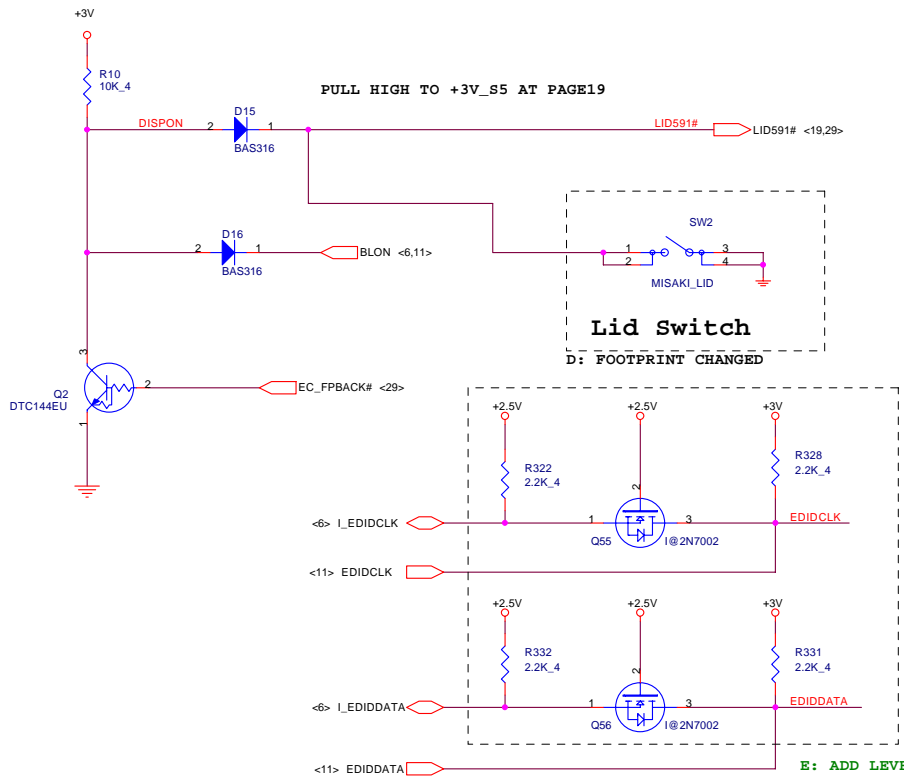 +3V
R10
10K_4
PULL HIGH TO +3V_S5 AT PAGE19
DISPON
2
D15
1
BAS316
LID591#
LID591# <19,29>
2
D16
1
BAS316
BLON <6,11>
SW2
1
2
3
4
MISAKI_LID
Lid Switch
D: FOOTPRINT CHANGED
3
Q2
DTC144EU
2
1
EC_FPBACK# <29>
+2.5V
+2.5V
+3V
R322
2.2K_4
R328
2.2K_4
2
<6> I_EDIDCLK
1
3
EDIDCLK
Q55
I@2N7002
<11> EDIDCLK
+2.5V
+2.5V
+3V
R332
2.2K_4
R331
2.2K_4
2
<6> I_EDIDDATA
1
3
EDIDDATA
Q56
I@2N7002
<11> EDIDDATA
E: ADD LEVE